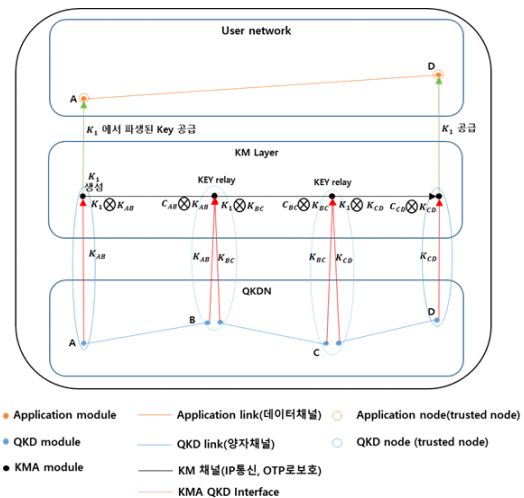 User network
D
A
K₁ 에서 파생된 Key 공급
K₁ 공급
KM Layer
K₁
생성
KEY relay
KEY relay
K₁⊗K_AB
C_AB⊗K_AB
K₁⊗K_BC
C_BC⊗K_BC
K₁⊗K_CD
C_CD⊗K_CD
K_AB
K_AB
K_BC
K_BC
K_CD
K_CD
QKDN
B
D
A
C
Application module
Application link(데이터채널)
Application node(trusted node)
QKD module
QKD link(양자채널)
QKD node (trusted node)
KMA module
KM 채널(IP통신, OTP로보호)
KMA QKD Interface